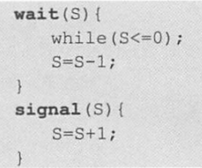 wait(S){
    while(S<=0);
    S=S-1;
}
signal(S){
    S=S+1;
}